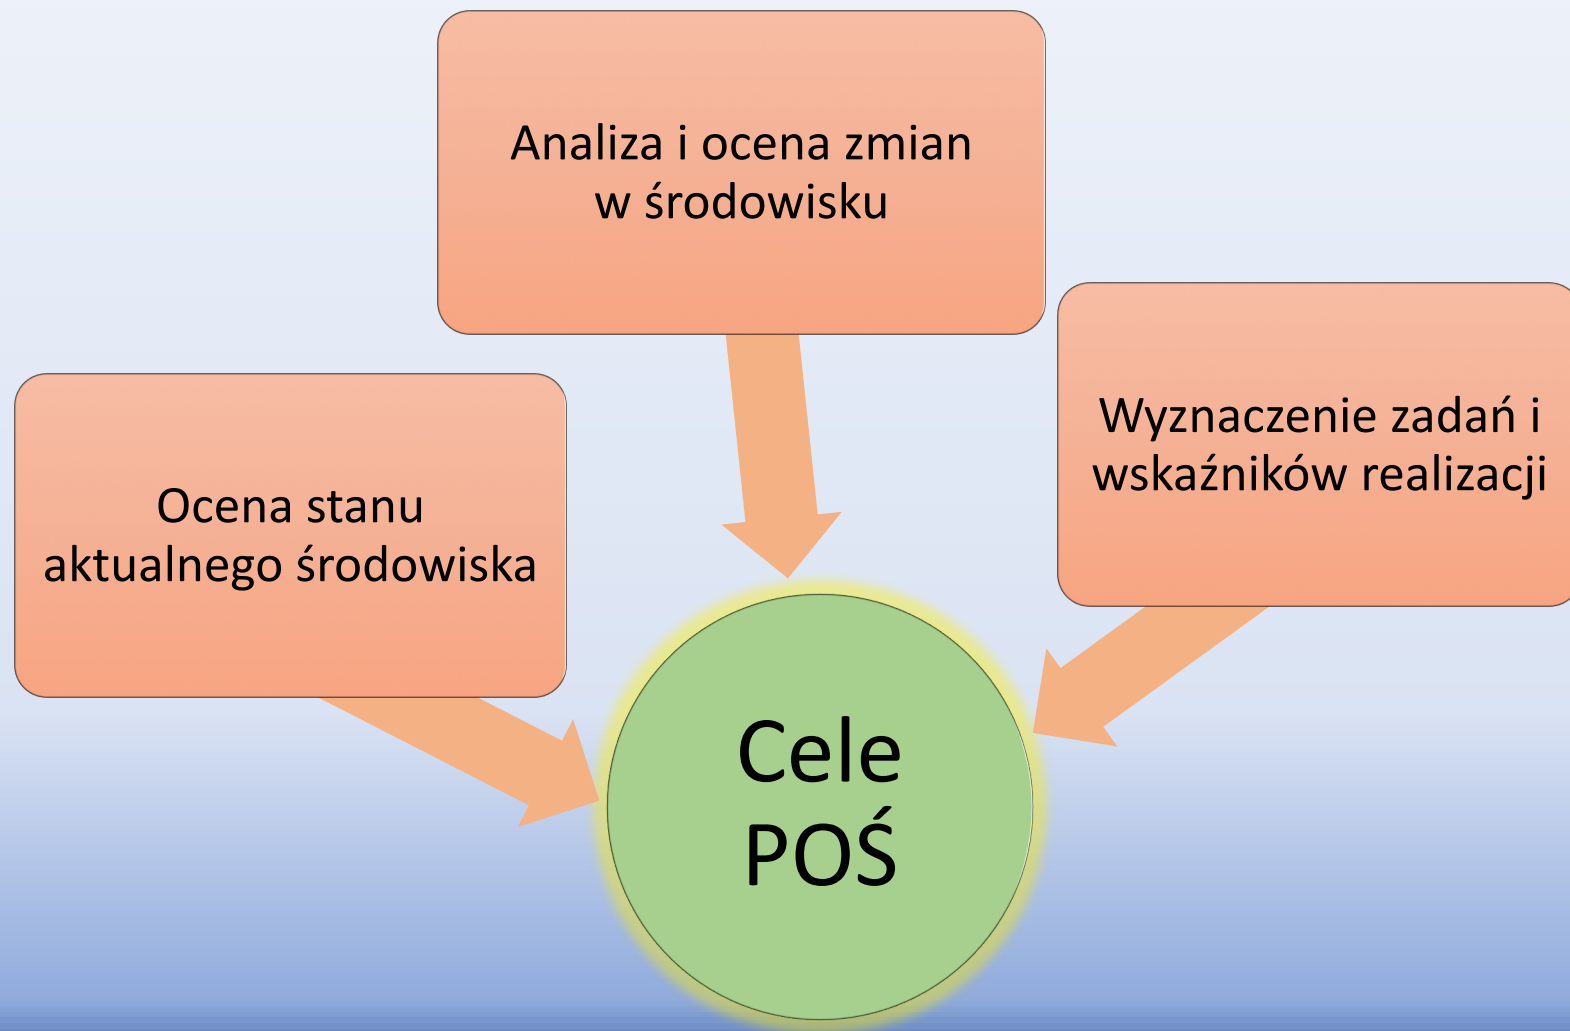 Analiza i ocena zmian
w środowisku
Wyznaczenie zadań i
wskaźników realizacji
Ocena stanu
aktualnego środowiska
Cele
POŚ